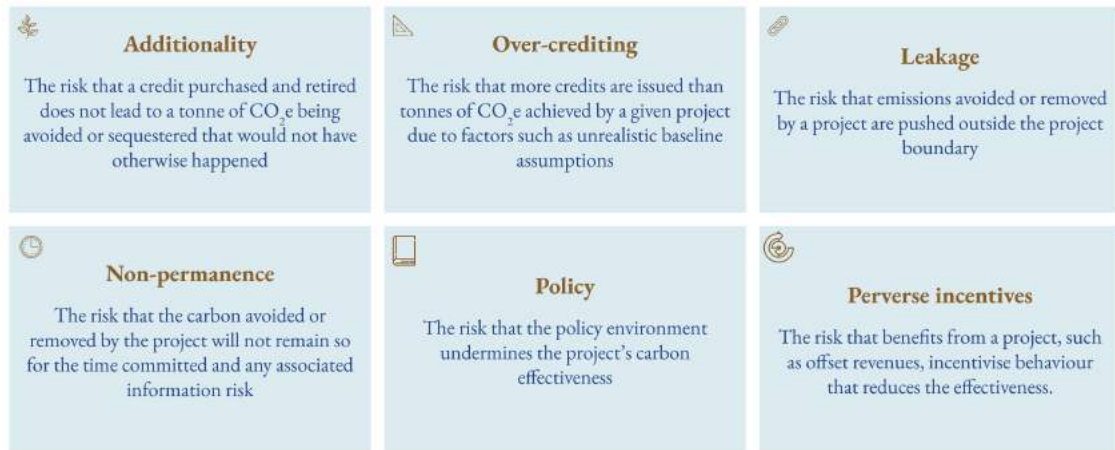 Additionality
The risk that a credit purchased and retired
does not lead to a tonne of CO₂e being
avoided or sequestered that would not have
otherwise happened
Over-crediting
The risk that more credits are issued than
tonnes of CO₂e achieved by a given project
due to factors such as unrealistic baseline
assumptions
Leakage
The risk that emissions avoided or removed
by a project are pushed outside the project
boundary
Non-permanence
The risk that the carbon avoided or
removed by the project will not remain so
for the time committed and any associated
information risk
Policy
The risk that the policy environment
undermines the project's carbon
effectiveness
Perverse incentives
The risk that benefits from a project, such
as offset revenues, incentivise behaviour
that reduces the effectiveness.